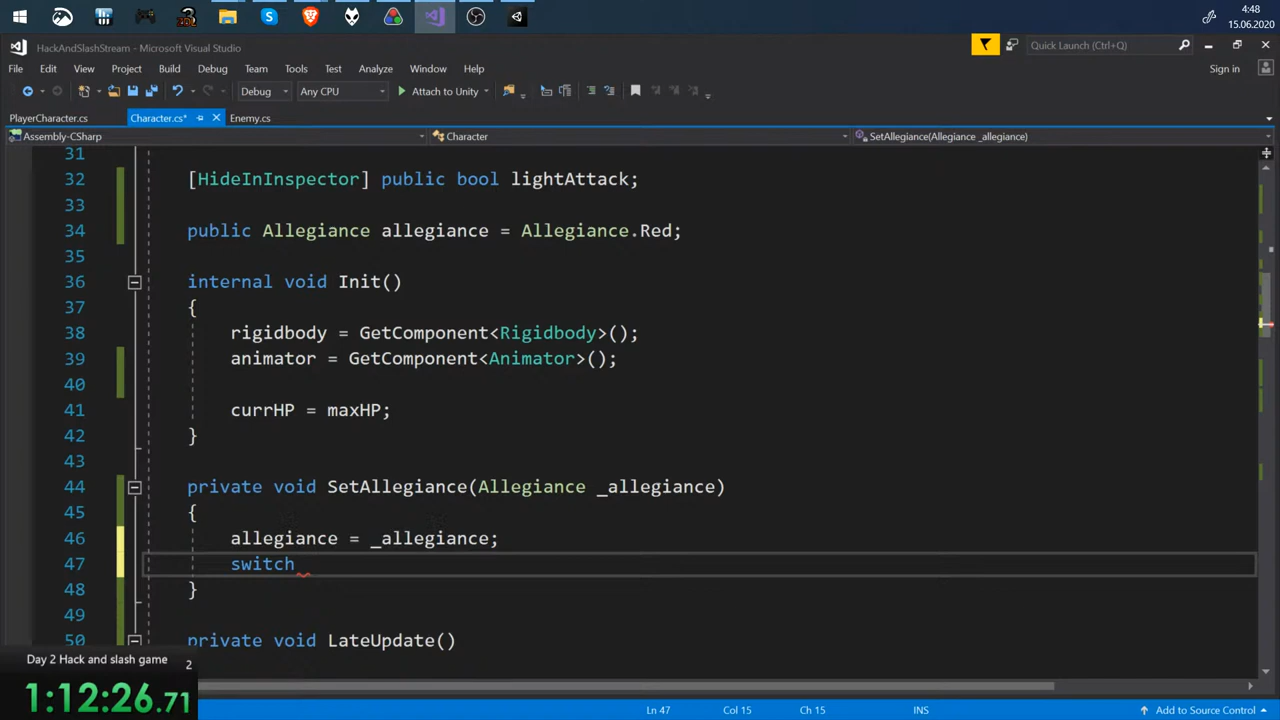 4:48
15.06.2020
HackAndSlashStream - Microsoft Visual Studio
Quick Launch (Ctrl+Q)
File Edit View Project Build Debug Team Tools Test Analyze Window Help
Sign in
Debug Any CPU Attach to Unity
PlayerCharacter.cs Character.cs* Enemy.cs
Assembly-CSharp Character SetAllegiance(Allegiance _allegiance)
31
32 [HideInInspector] public bool lightAttack;
33
34 public Allegiance allegiance = Allegiance.Red;
35
36 internal void Init()
37 {
38 rigidbody = GetComponent<Rigidbody>();
39 animator = GetComponent<Animator>();
40
41 currHP = maxHP;
42 }
43
44 private void SetAllegiance(Allegiance _allegiance)
45 {
46 allegiance = _allegiance;
47 switch
48 }
49
50 private void LateUpdate()
Day 2 Hack and slash game 2
1:12:26.71
Ln 47 Col 15 Ch 15 INS Add to Source Control